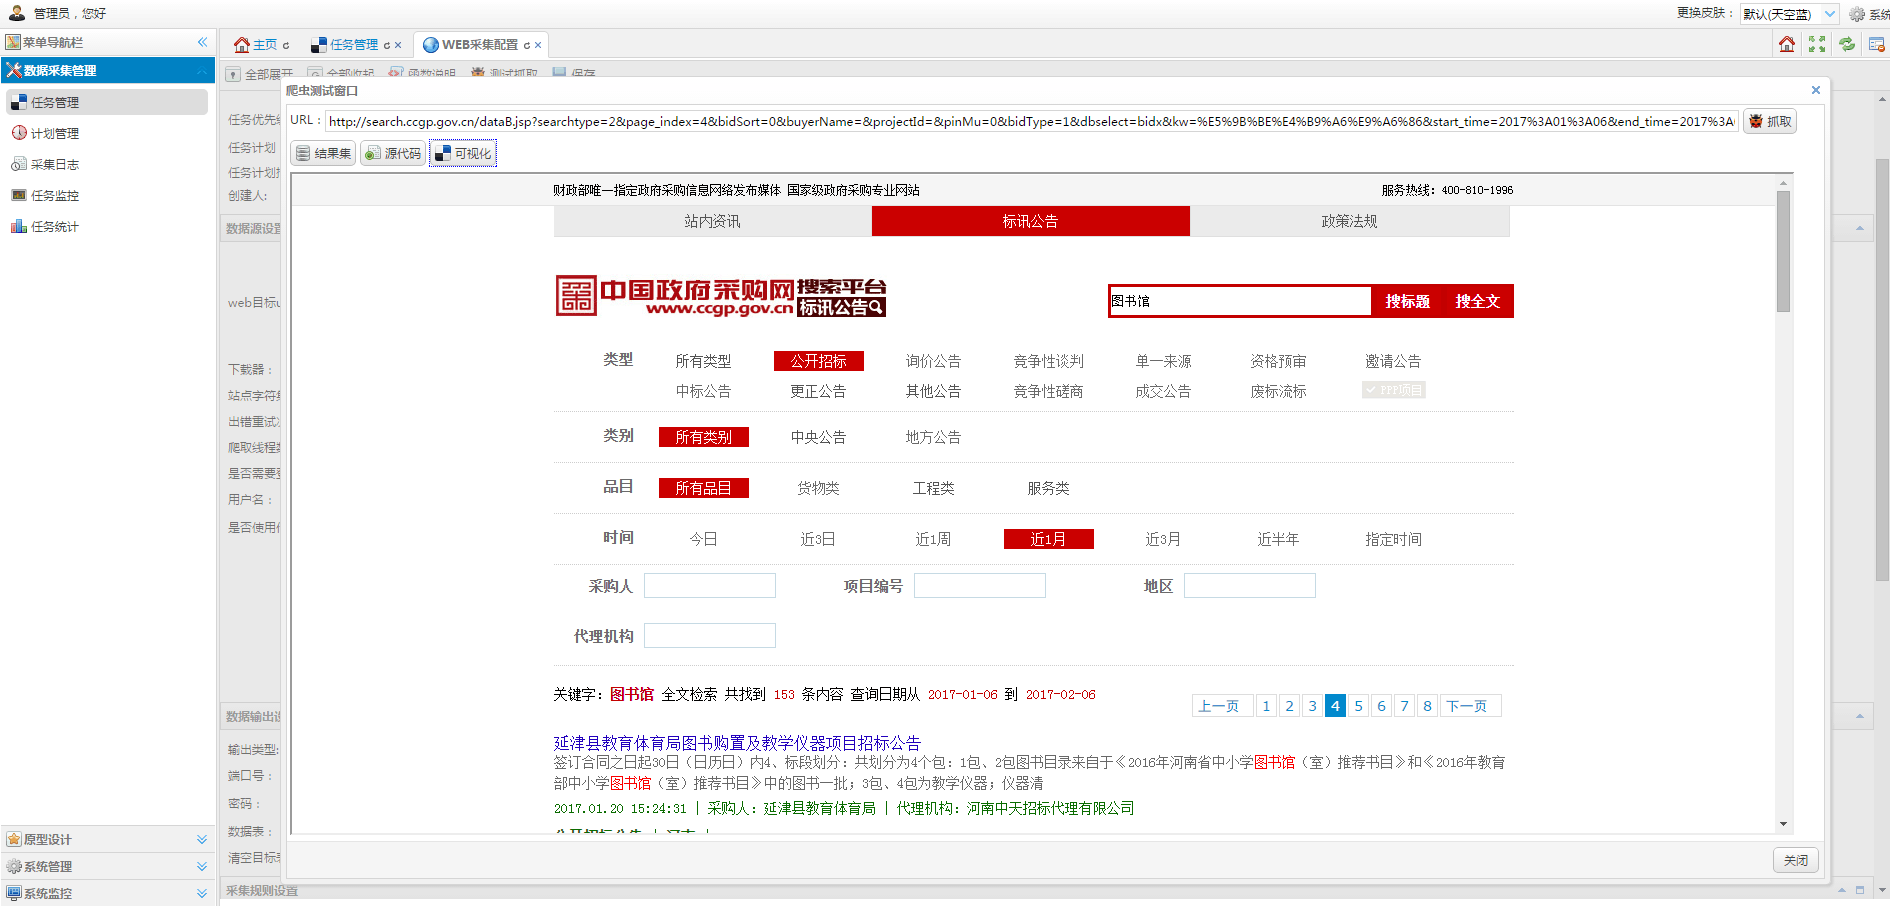 管理员，您好
更换皮肤： 默认(天空蓝) 系统
菜单导航栏
数据采集管理
任务管理
计划管理
采集日志
任务监控
任务统计
原型设计
系统管理
系统监控
主页 任务管理 WEB采集配置
全部展开 全部收起 函数说明 测试抓取 保存
任务优先级
任务计划
任务计划
创建人:
数据源设置
web目标u
下载器：
站点字符集
出错重试次
爬取线程数
是否需要登
用户名：
是否使用代
数据输出设
输出类型:
端口号：
密码：
数据表：
清空目标表
采集规则设置
爬虫测试窗口
URL： http://search.ccgp.gov.cn/dataB.jsp?searchtype=2&page_index=4&bidSort=0&buyerName=&projectId=&pinMu=0&bidType=1&dbselect=bidx&kw=%E5%9B%BE%E4%B9%A6%E9%A6%86&start_time=2017%3A01%3A06&end_time=2017%3A 抓取
结果集 源代码 可视化
财政部唯一指定政府采购信息网络发布媒体 国家级政府采购专业网站 服务热线：400-810-1996
站内资讯 标讯公告 政策法规
中国政府采购网 搜索平台
www.ccgp.gov.cn 标讯公告
图书馆 搜标题 搜全文
类型 所有类型 公开招标 询价公告 竞争性谈判 单一来源 资格预审 邀请公告
中标公告 更正公告 其他公告 竞争性磋商 成交公告 废标流标 PPP项目
类别 所有类别 中央公告 地方公告
品目 所有品目 货物类 工程类 服务类
时间 今日 近3日 近1周 近1月 近3月 近半年 指定时间
采购人 项目编号 地区
代理机构
关键字：图书馆 全文检索 共找到 153 条内容 查询日期从 2017-01-06 到 2017-02-06
上一页 1 2 3 4 5 6 7 8 下一页
延津县教育体育局图书购置及教学仪器项目招标公告
签订合同之日起30日（日历日）内4、标段划分：共划分为4个包：1包、2包图书目录来自于《2016年河南省中小学图书馆（室）推荐书目》和《2016年教育
部中小学图书馆（室）推荐书目》中的图书一批；3包、4包为教学仪器；仪器清
2017.01.20 15:24:31 | 采购人：延津县教育体育局 | 代理机构：河南中天招标代理有限公司
公开招标公告 | 河南 |
关闭